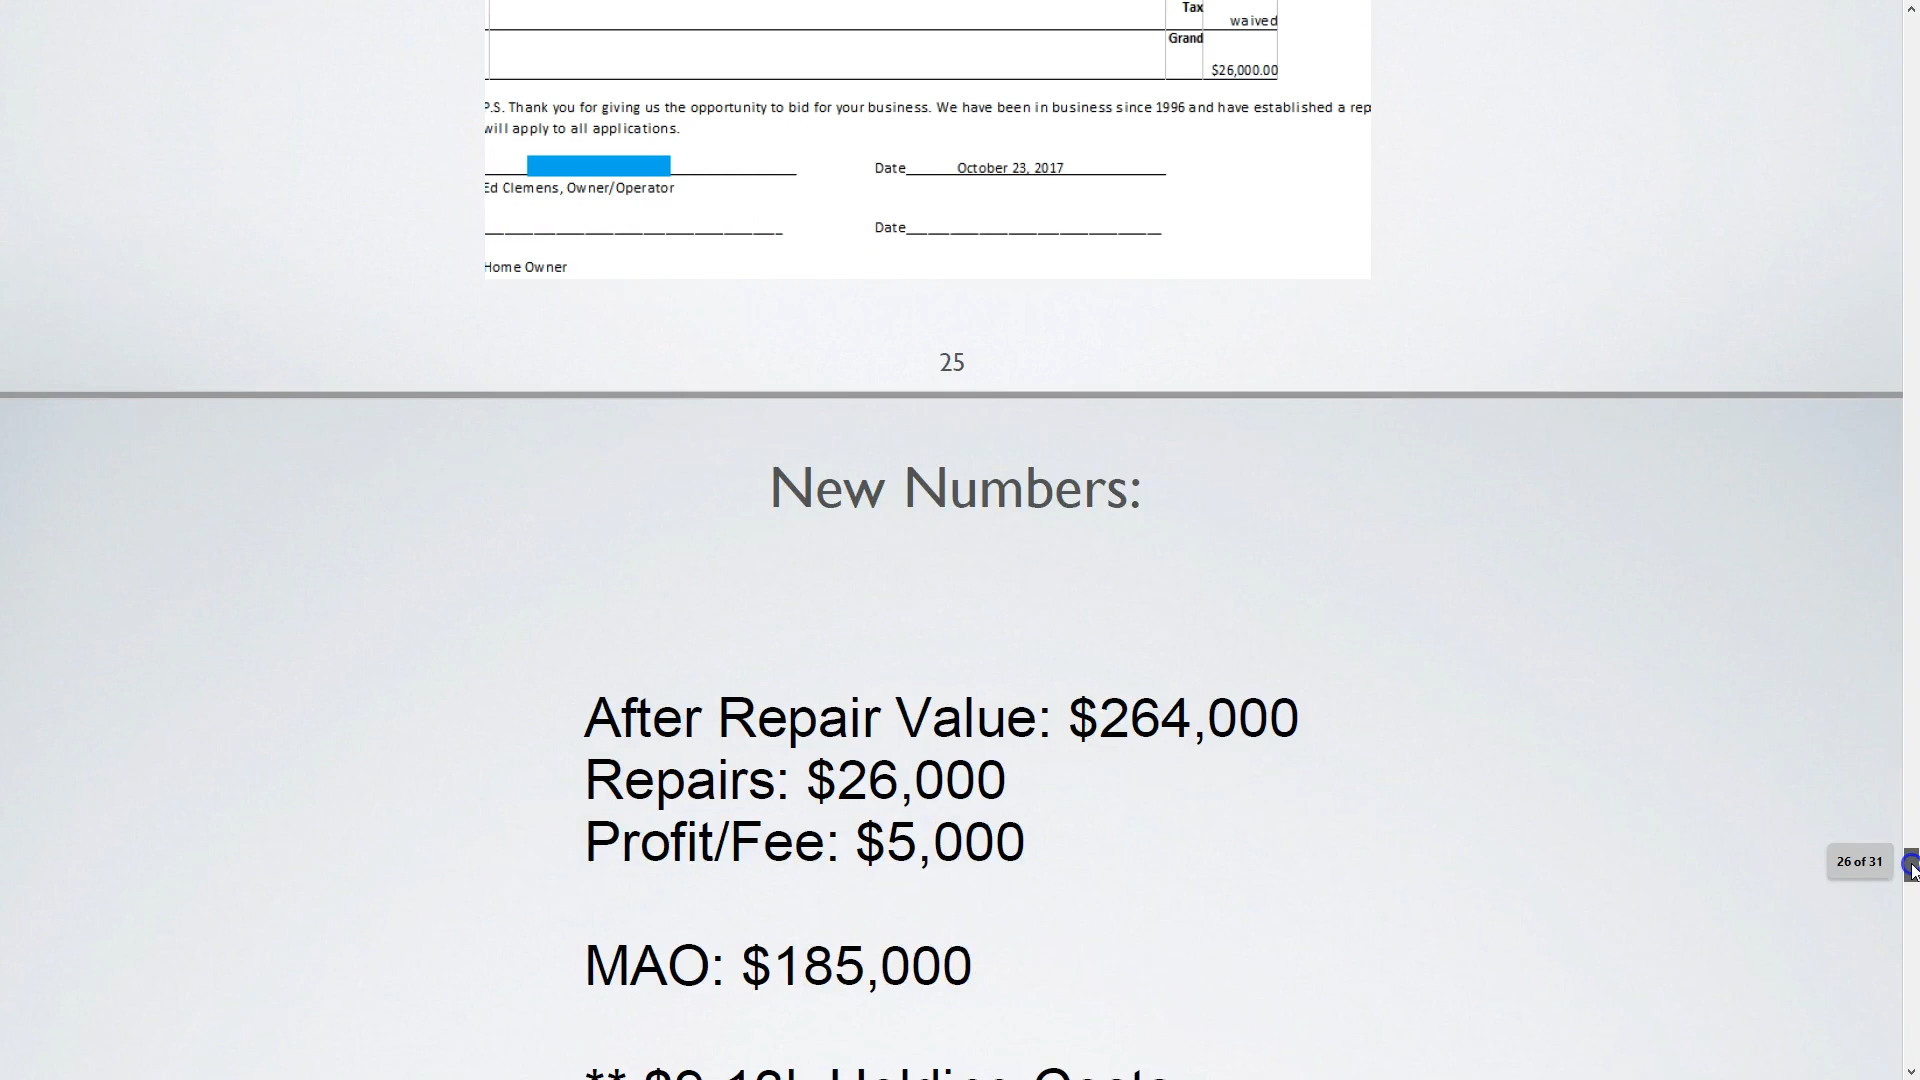 Tax
waived
Grand
$26,000.00
P.S. Thank you for giving us the opportunity to bid for your business. We have been in business since 1996 and have established a rep
will apply to all applications.
Date October 23, 2017
Ed Clemens, Owner/Operator
Date
Home Owner
25
New Numbers:
After Repair Value: $264,000
Repairs: $26,000
Profit/Fee: $5,000
26 of 31
MAO: $185,000
** Holding Costs